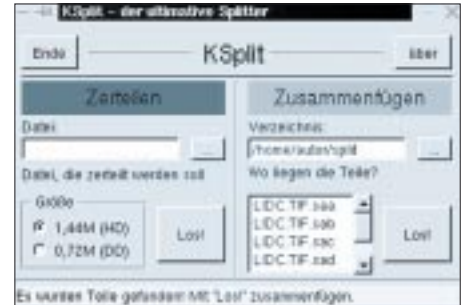 KSplit – der ultimative Splitter
Ende
KSplit
über
Zerteilen
Zusammenfügen
Datei:
Verzeichnis:
...
/home/autor/split
...
Datei, die zerteilt werden soll
Wo liegen die Teile?
Größe
1,44M (HD)
0,72M (DD)
Los!
LIDC.TIF.saa
LIDC.TIF.sab
LIDC.TIF.sac
LIDC.TIF.sad
Los!
Es wurden Teile gefunden! Mit "Los!" zusammenfügen.